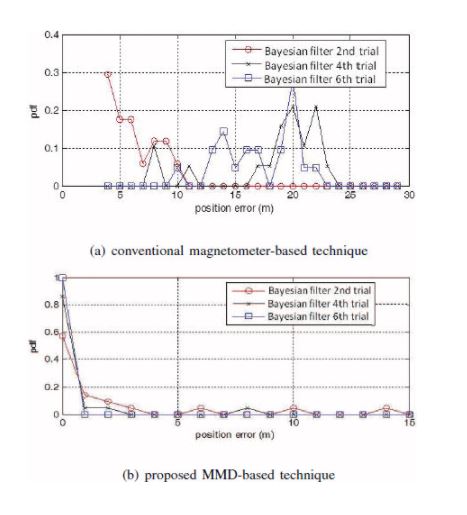 0.4
0.3
0.2
0.1
0
pdf
Bayesian filter 2nd trial
Bayesian filter 4th trial
Bayesian filter 6th trial
0 5 10 15 20 25 30
position error (m)
(a) conventional magnetometer-based technique
1
0.8
0.6
0.4
0.2
0
pdf
Bayesian filter 2nd trial
Bayesian filter 4th trial
Bayesian filter 6th trial
0 5 10 15
position error (m)
(b) proposed MMD-based technique